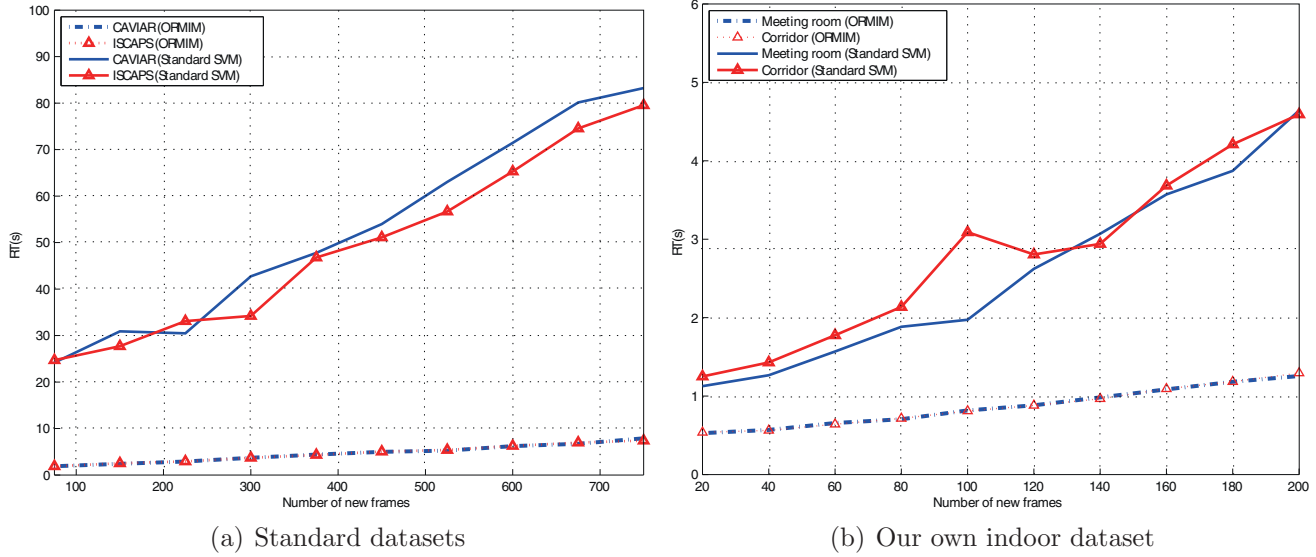 100
90
80
70
60
50
40
30
20
10
0
RT(s)
CAVIAR (ORMIM)
ISCAPS (ORMIM)
CAVIAR (Standard SVM)
ISCAPS (Standard SVM)
100 200 300 400 500 600 700
Number of new frames
(a) Standard datasets
6
5
4
3
2
1
0
RT(s)
Meeting room (ORMIM)
Corridor (ORMIM)
Meeting room (Standard SVM)
Corridor (Standard SVM)
20 40 60 80 100 120 140 160 180 200
Number of new frames
(b) Our own indoor dataset